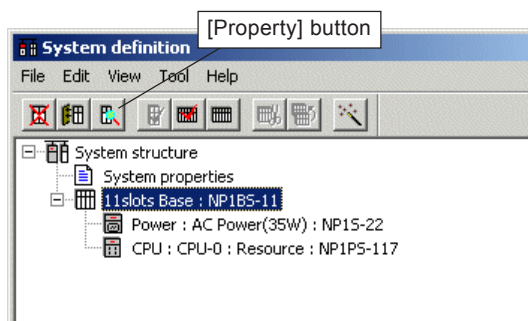 [Property] button
System definition
File Edit View Tool Help
System structure
System properties
11slots Base : NP1BS-11
Power : AC Power(35W) : NP1S-22
CPU : CPU-0 : Resource : NP1PS-117